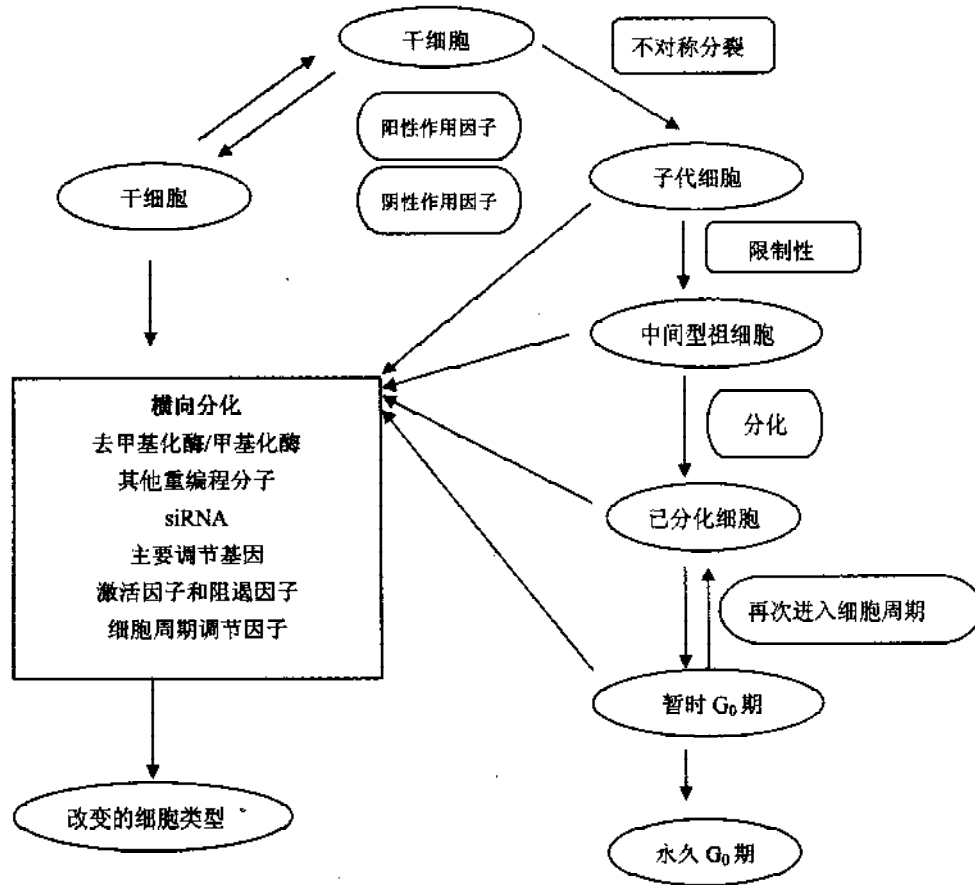 干细胞
不对称分裂
阳性作用因子
干细胞
阴性作用因子
子代细胞
限制性
中间型祖细胞
横向分化
去甲基化酶/甲基化酶
其他重编程分子
siRNA
主要调节基因
激活因子和阻遏因子
细胞周期调节因子
分化
已分化细胞
再次进入细胞周期
暂时 G₀ 期
改变的细胞类型
永久 G₀ 期